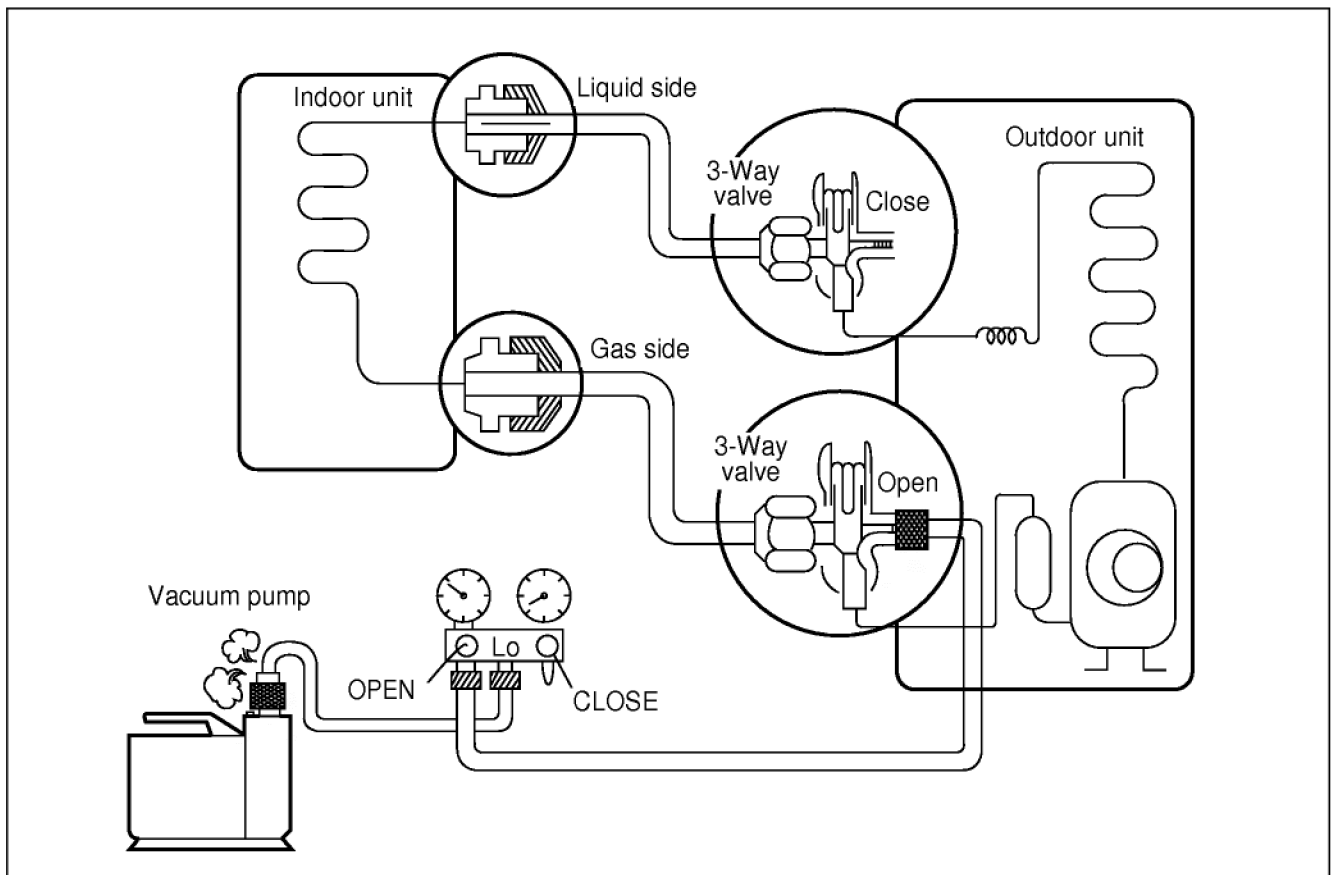 Indoor unit
Liquid side
3-Way
valve
Close
Outdoor unit
Gas side
3-Way
valve
Open
Vacuum pump
Lo
OPEN
CLOSE